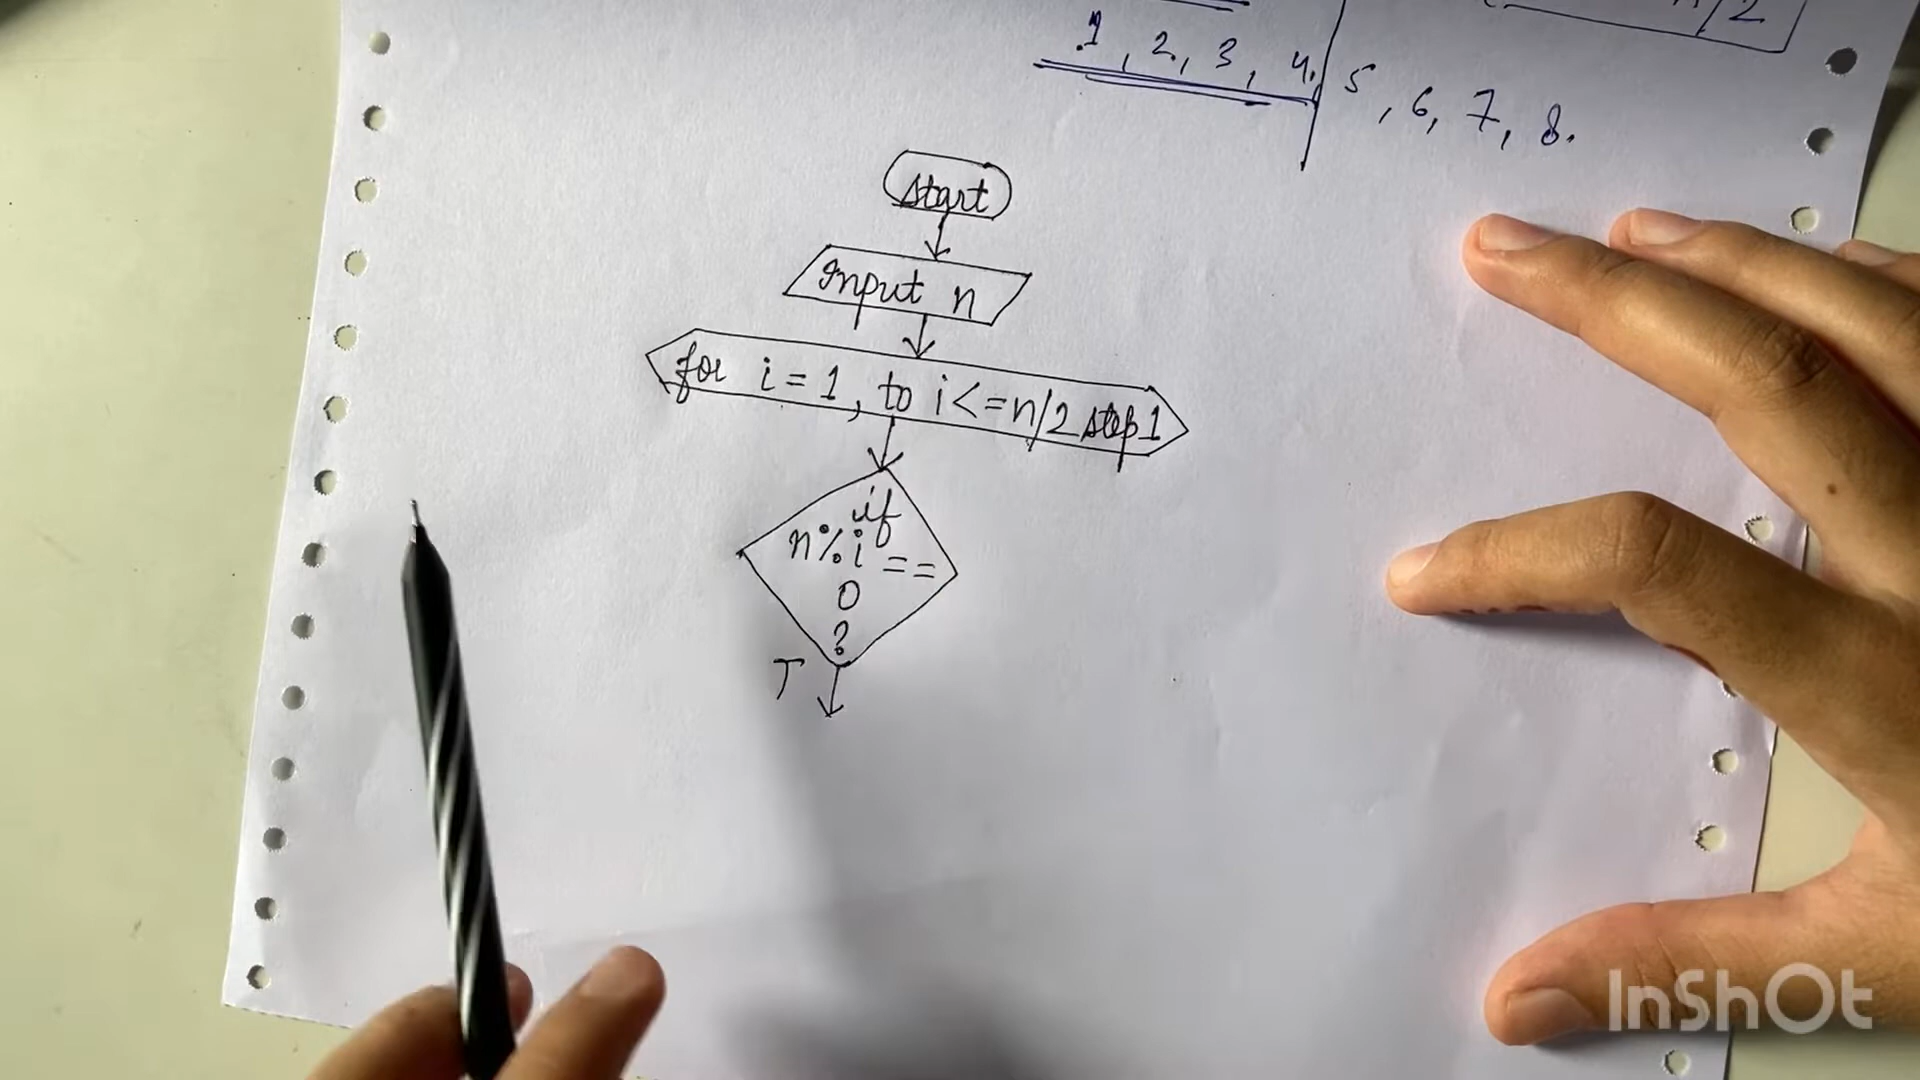 n/2
1, 2, 3, 4, 5, 6, 7, 8.
start
Input n
for i = 1, to i <= n/2 step 1
if
n % i ==
0
?
T
InShOt